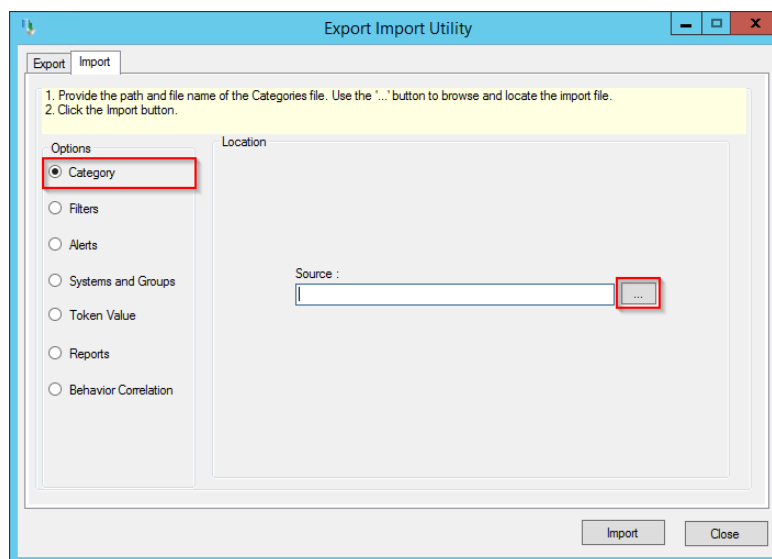 Export Import Utility
Export
Import
1. Provide the path and file name of the Categories file. Use the '...' button to browse and locate the import file.
2. Click the Import button.
Options
Location
Category
Filters
Alerts
Systems and Groups
Token Value
Reports
Behavior Correlation
Source :
...
Import
Close